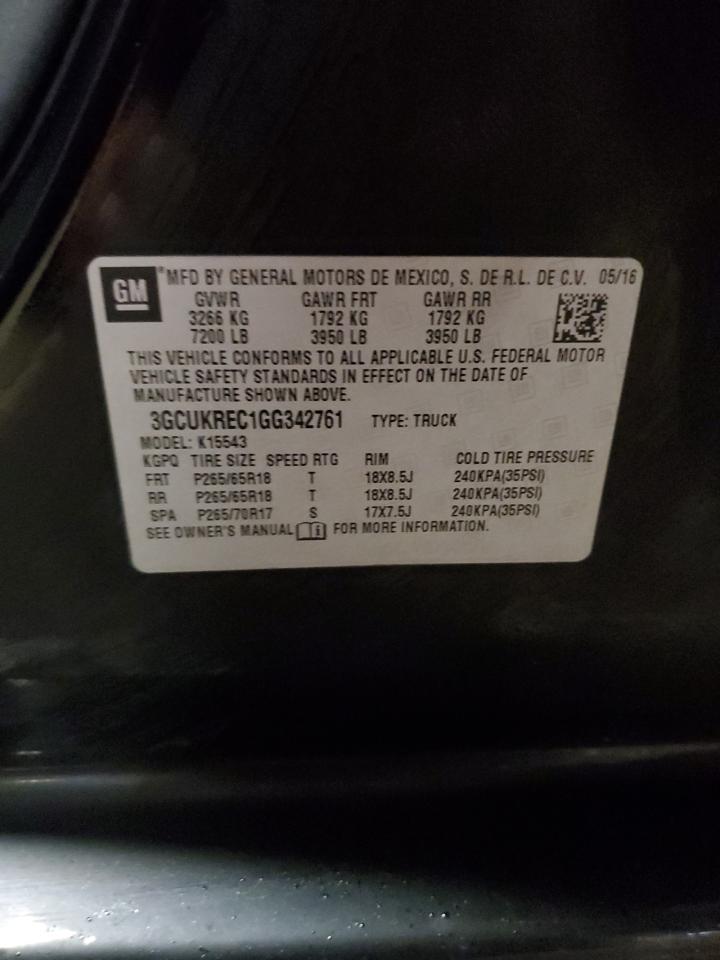 GM
MFD BY GENERAL MOTORS DE MEXICO, S. DE R.L. DE C.V. 05/16
GVWR GAWR FRT GAWR RR
3266 KG 1792 KG 1792 KG
7200 LB 3950 LB 3950 LB
THIS VEHICLE CONFORMS TO ALL APPLICABLE U.S. FEDERAL MOTOR
VEHICLE SAFETY STANDARDS IN EFFECT ON THE DATE OF
MANUFACTURE SHOWN ABOVE.
3GCUKREC1GG342761 TYPE: TRUCK
MODEL: K15543
KGPQ TIRE SIZE SPEED RTG RIM COLD TIRE PRESSURE
FRT P265/65R18 T 18X8.5J 240KPA(35PSI)
RR P265/65R18 T 18X8.5J 240KPA(35PSI)
SPA P265/70R17 S 17X7.5J 240KPA(35PSI)
SEE OWNER'S MANUAL FOR MORE INFORMATION.